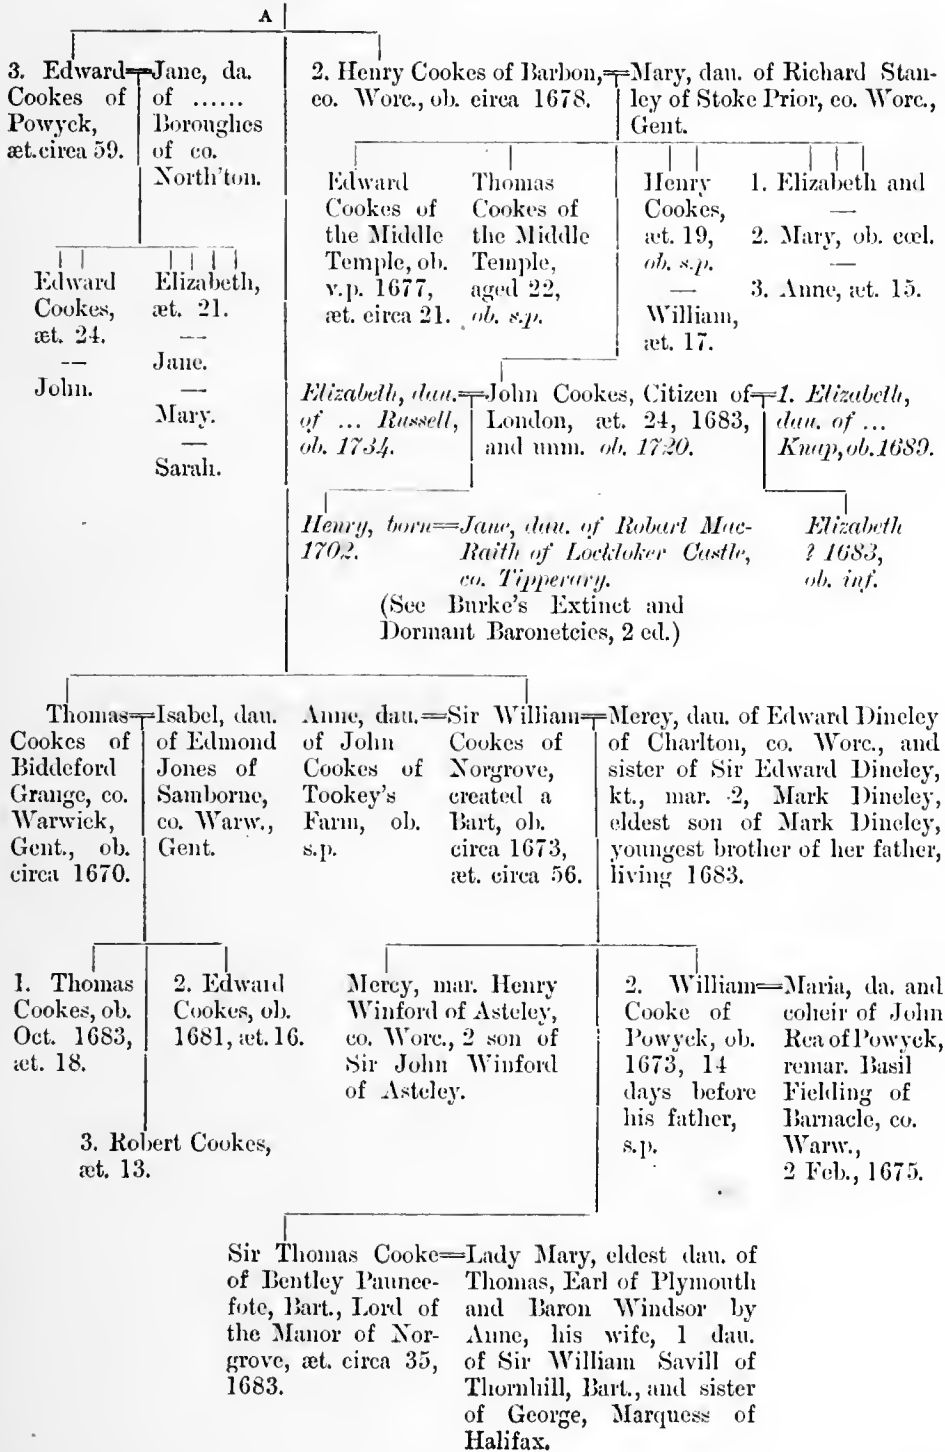 A
3. Edward=Jane, da.
Cookes of of ......
Powyck, Boroughes
æt. circa 59. of co.
North'ton.
2. Henry Cookes of Barbon,=Mary, dau. of Richard Stan-
co. Worc., ob. circa 1678. ley of Stoke Prior, co. Worc.,
Gent.
Edward
Cookes,
æt. 24.
—
John.
Elizabeth,
æt. 21.
—
Jane.
—
Mary.
—
Sarah.
Edward
Cookes of
the Middle
Temple, ob.
v.p. 1677,
æt. circa 21.
Thomas
Cookes of
the Middle
Temple,
aged 22,
ob. s.p.
Henry
Cookes,
æt. 19,
ob. s.p.
—
William,
æt. 17.
1. Elizabeth and
—
2. Mary, ob. cœl.
—
3. Anne, æt. 15.
Elizabeth, dau.=John Cookes, Citizen of=1. Elizabeth,
of ... Russell, London, æt. 24, 1683, dau. of ...
ob. 1734. and unm. ob. 1720. Knap, ob. 1689.
Henry, born=Jane, dau. of Robart Mac-
1702. Raith of Lockloker Castle,
co. Tipperary.
(See Burke's Extinct and
Dormant Baronetcies, 2 ed.)
Elizabeth
? 1683,
ob. inf.
Thomas=Isabel, dau.
Cookes of of Edmond
Biddeford Jones of
Grange, co. Samborne,
Warwick, co. Warw.,
Gent., ob. Gent.
circa 1670.
Anne, dau.=Sir William=Mercy, dau. of Edward Dineley
of John Cookes of of Charlton, co. Worc., and
Cookes of Norgrove, sister of Sir Edward Dineley,
Tookey's created a kt., mar. 2, Mark Dineley,
Farm, ob. Bart, ob. eldest son of Mark Dineley,
s.p. circa 1673, youngest brother of her father,
æt. circa 56. living 1683.
1. Thomas
Cookes, ob.
Oct. 1683,
æt. 18.
2. Edward
Cookes, ob.
1681, æt. 16.
3. Robert Cookes,
æt. 13.
Mercy, mar. Henry
Winford of Asteley,
co. Worc., 2 son of
Sir John Winford
of Asteley.
2. William=Maria, da. and
Cooke of coheir of John
Powyck, ob. Rea of Powyck,
1673, 14 remar. Basil
days before Fielding of
his father, Barnacle, co.
s.p. Warw.,
2 Feb., 1675.
Sir Thomas Cooke=Lady Mary, eldest dau. of
of Bentley Paunce- Thomas, Earl of Plymouth
fote, Bart., Lord of and Baron Windsor by
the Manor of Nor- Anne, his wife, 1 dau.
grove, æt. circa 35, of Sir William Savill of
1683. Thornhill, Bart., and sister
of George, Marquess of
Halifax.